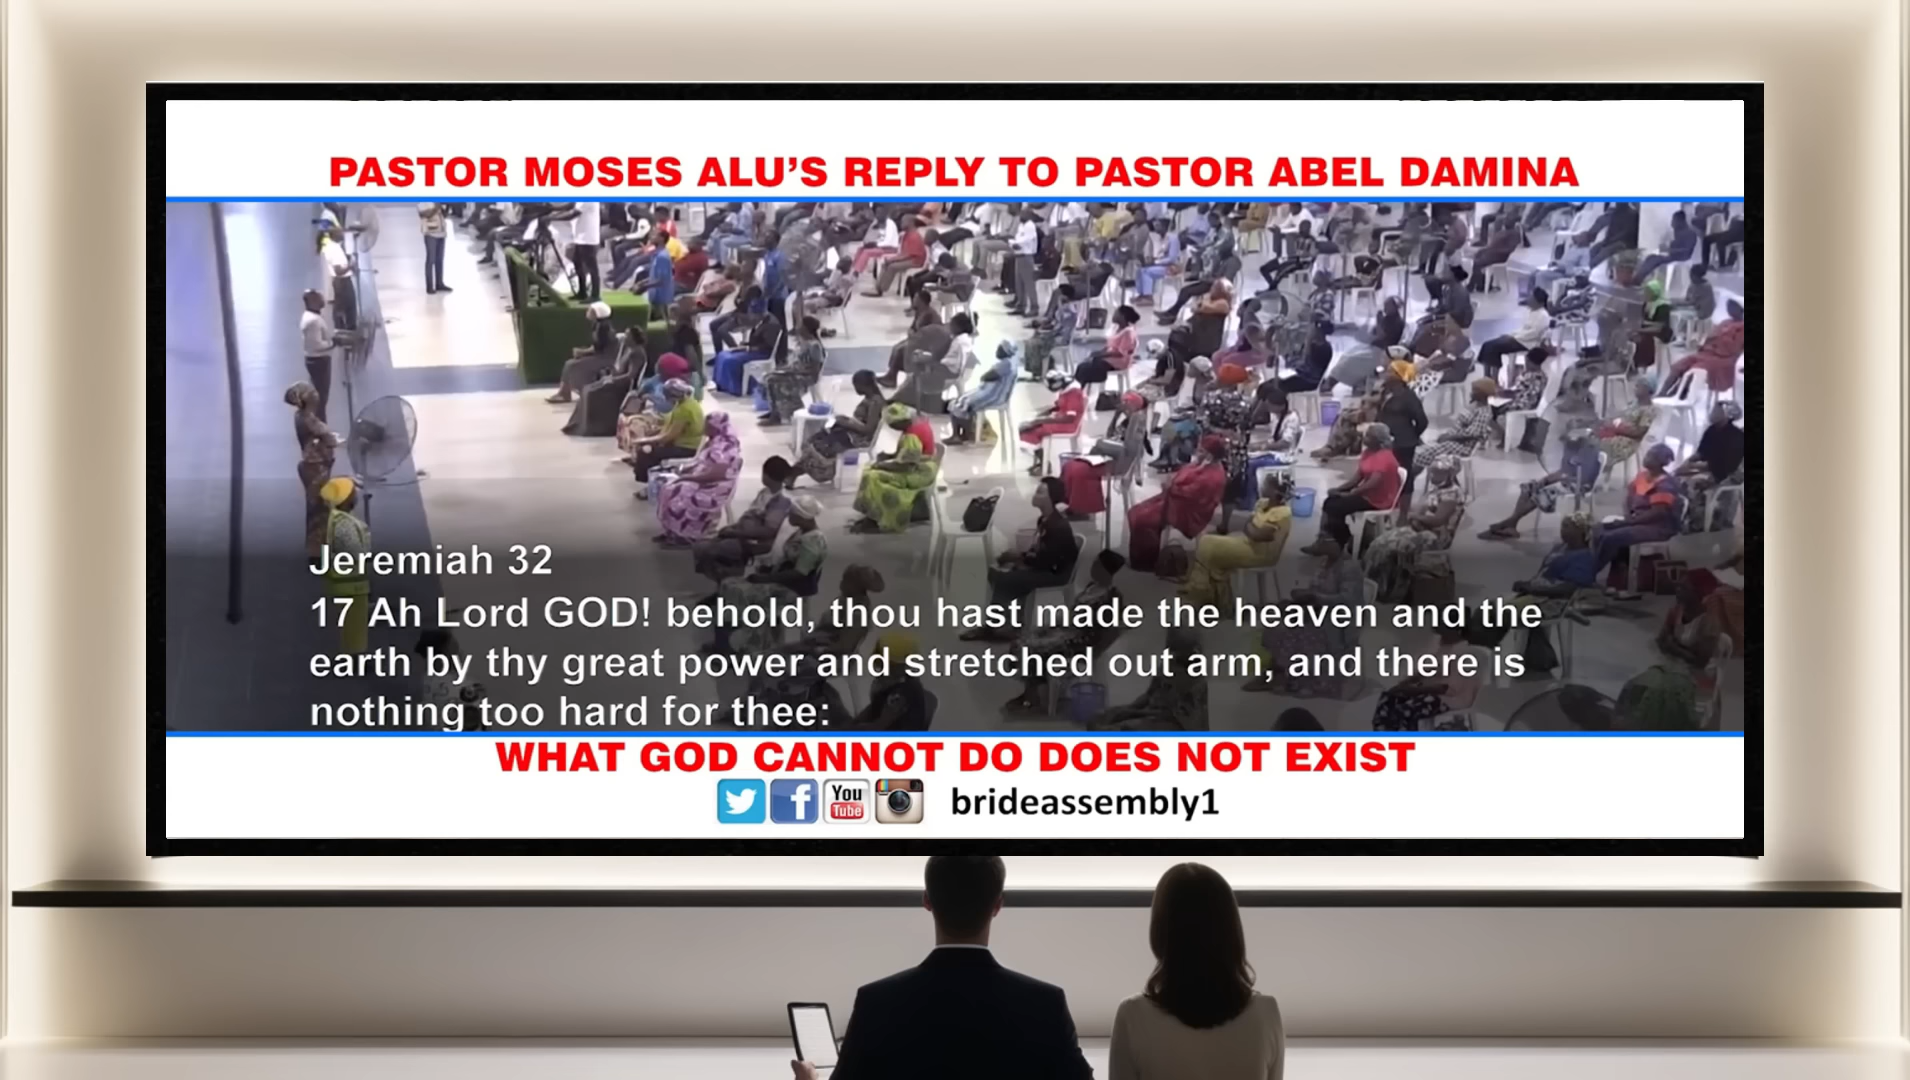 PASTOR MOSES ALU’S REPLY TO PASTOR ABEL DAMINA
Jeremiah 32
17 Ah Lord GOD! behold, thou hast made the heaven and the
earth by thy great power and stretched out arm, and there is
nothing too hard for thee:
WHAT GOD CANNOT DO DOES NOT EXIST
You
Tube
brideassembly1